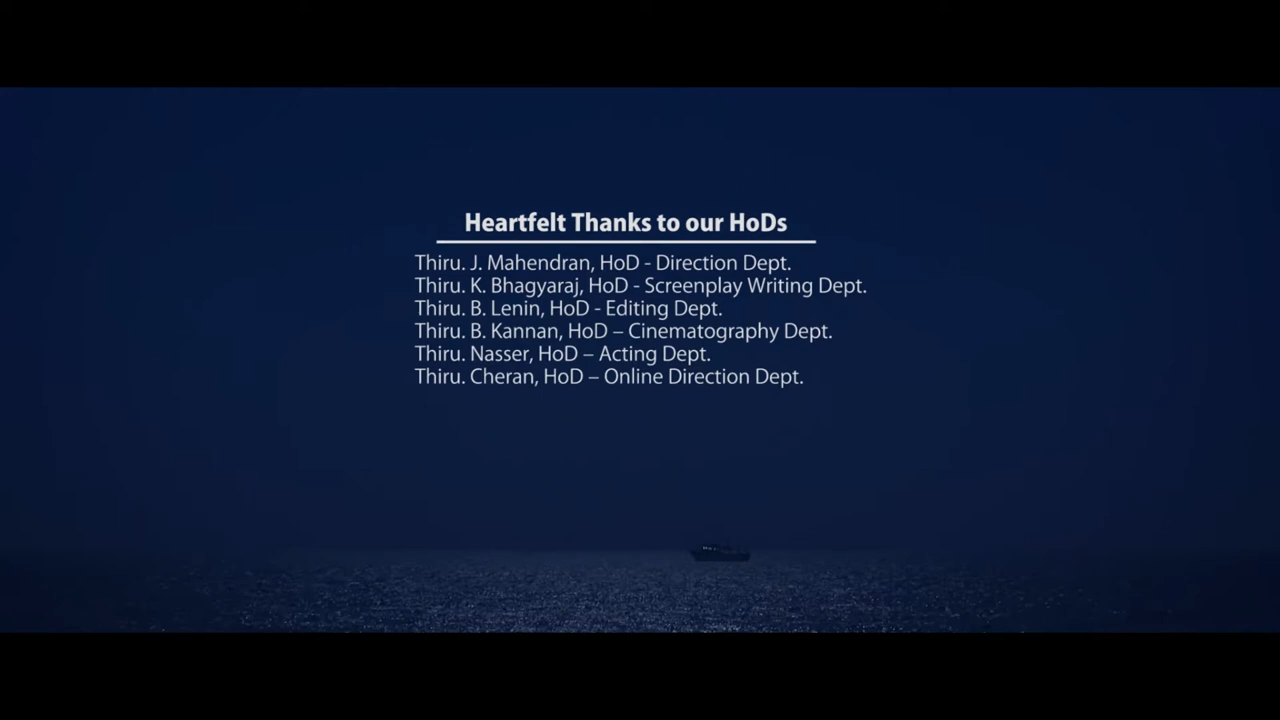 Heartfelt Thanks to our HoDs
Thiru. J. Mahendran, HoD - Direction Dept.
Thiru. K. Bhagyaraj, HoD - Screenplay Writing Dept.
Thiru. B. Lenin, HoD - Editing Dept.
Thiru. B. Kannan, HoD – Cinematography Dept.
Thiru. Nasser, HoD – Acting Dept.
Thiru. Cheran, HoD – Online Direction Dept.